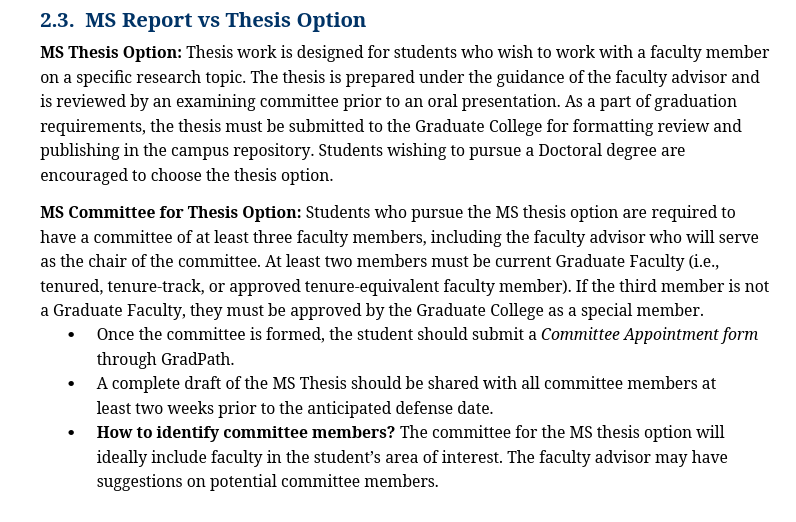 2.3. MS Report vs Thesis Option
MS Thesis Option: Thesis work is designed for students who wish to work with a faculty member
on a specific research topic. The thesis is prepared under the guidance of the faculty advisor and
is reviewed by an examining committee prior to an oral presentation. As a part of graduation
requirements, the thesis must be submitted to the Graduate College for formatting review and
publishing in the campus repository. Students wishing to pursue a Doctoral degree are
encouraged to choose the thesis option.
MS Committee for Thesis Option: Students who pursue the MS thesis option are required to
have a committee of at least three faculty members, including the faculty advisor who will serve
as the chair of the committee. At least two members must be current Graduate Faculty (i.e.,
tenured, tenure-track, or approved tenure-equivalent faculty member). If the third member is not
a Graduate Faculty, they must be approved by the Graduate College as a special member.
• Once the committee is formed, the student should submit a Committee Appointment form
through GradPath.
• A complete draft of the MS Thesis should be shared with all committee members at
least two weeks prior to the anticipated defense date.
• How to identify committee members? The committee for the MS thesis option will
ideally include faculty in the student’s area of interest. The faculty advisor may have
suggestions on potential committee members.